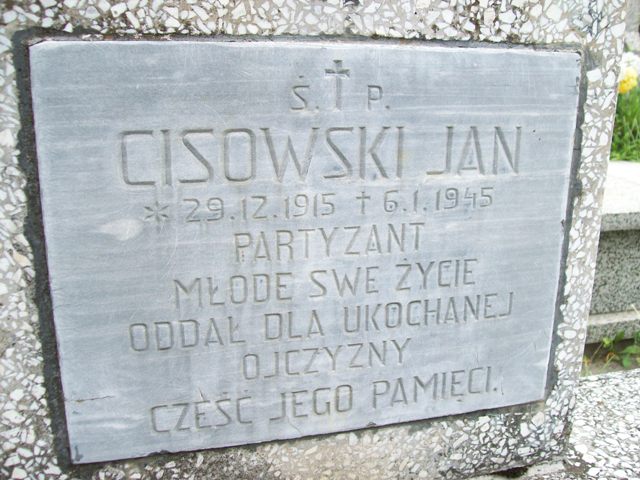 Ś. † P.
CISOWSKI JAN
* 29.12.1915 † 6.1.1945
PARTYZANT
MŁODE SWE ŻYCIE
ODDAŁ DLA UKOCHANEJ
OJCZYZNY
CZEŚĆ JEGO PAMIĘCI.